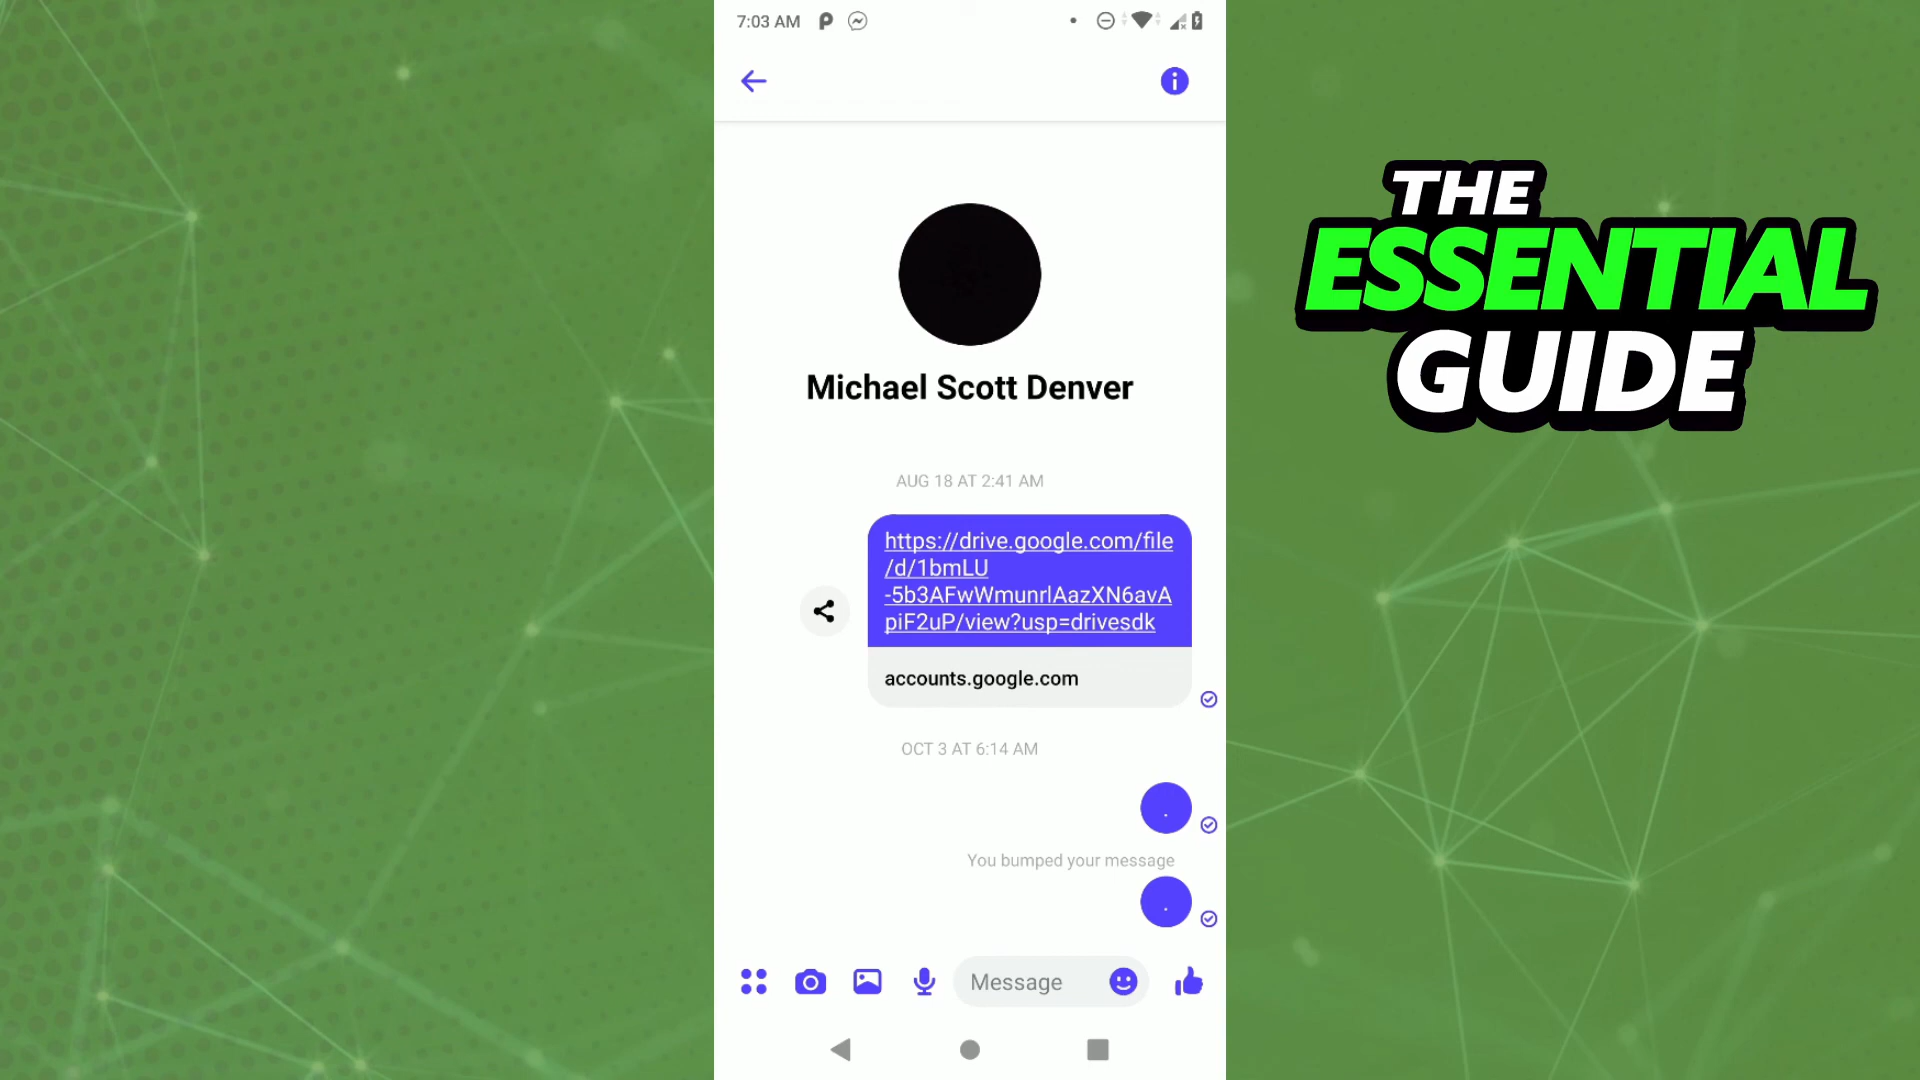 7:03 AM
THE
ESSENTIAL
GUIDE
Michael Scott Denver
AUG 18 AT 2:41 AM
https://drive.google.com/file
/d/1bmLU
-5b3AFwWmunrlAazXN6avA
piF2uP/view?usp=drivesdk
accounts.google.com
OCT 3 AT 6:14 AM
.
You bumped your message
.
Message